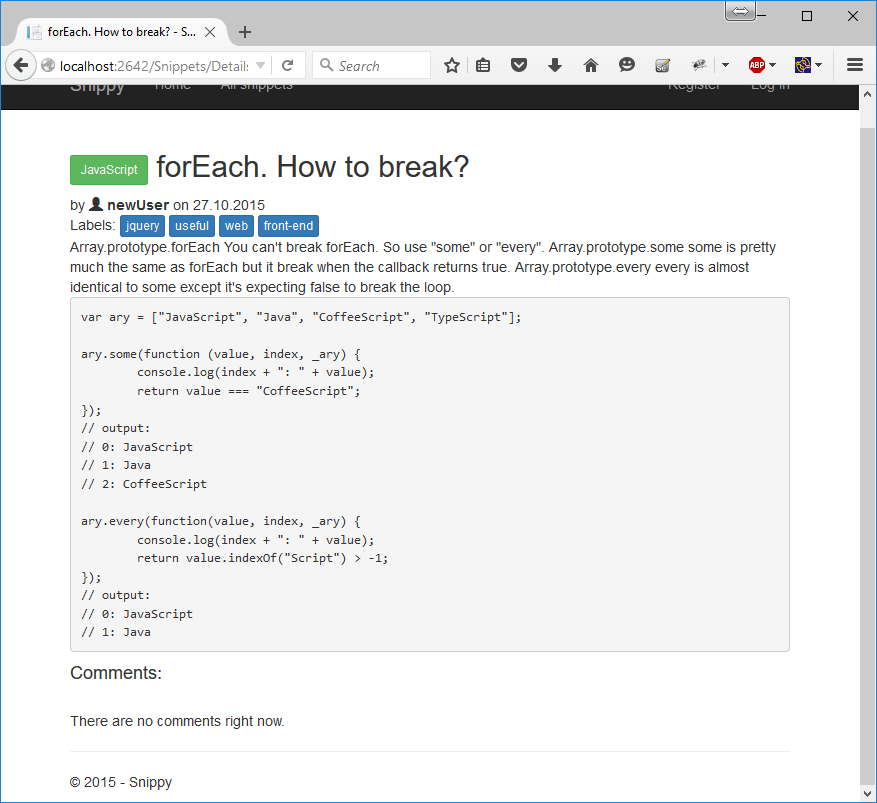 forEach. How to break? - S...
localhost:2642/Snippets/Detail
Search
ABP
Snippy Home All snippets Register Log in
JavaScript forEach. How to break?
by newUser on 27.10.2015
Labels: jquery useful web front-end
Array.prototype.forEach You can't break forEach. So use "some" or "every". Array.prototype.some some is pretty
much the same as forEach but it break when the callback returns true. Array.prototype.every every is almost
identical to some except it's expecting false to break the loop.
var ary = ["JavaScript", "Java", "CoffeeScript", "TypeScript"];
ary.some(function (value, index, _ary) {
console.log(index + ": " + value);
return value === "CoffeeScript";
});
// output:
// 0: JavaScript
// 1: Java
// 2: CoffeeScript
ary.every(function(value, index, _ary) {
console.log(index + ": " + value);
return value.indexOf("Script") > -1;
});
// output:
// 0: JavaScript
// 1: Java
Comments:
There are no comments right now.
© 2015 - Snippy